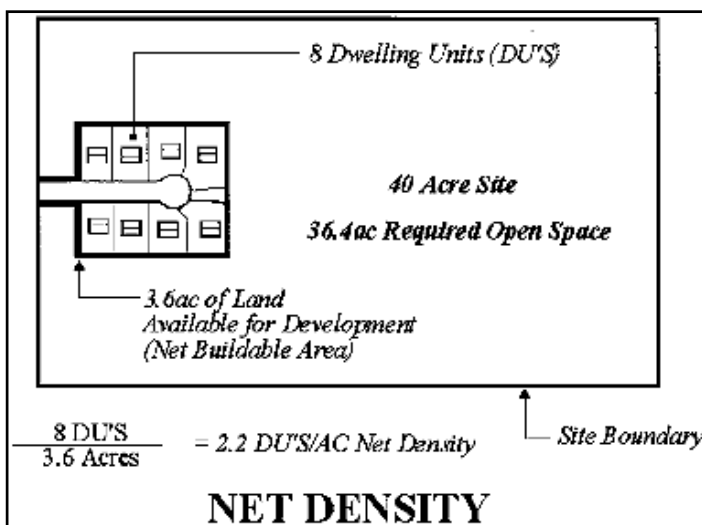 8 Dwelling Units (DU'S)
40 Acre Site
36.4ac Required Open Space
3.6ac of Land
Available for Development
(Net Buildable Area)
8 DU'S
3.6 Acres
= 2.2 DU'S/AC Net Density
Site Boundary
NET DENSITY